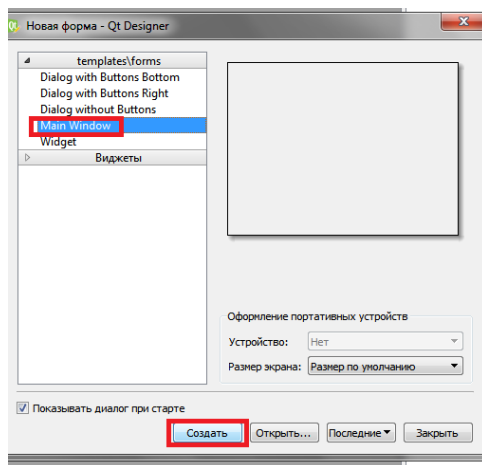 Новая форма - Qt Designer
templates\forms
Dialog with Buttons Bottom
Dialog with Buttons Right
Dialog without Buttons
Main Window
Widget
Виджеты
Оформление портативных устройств
Устройство: Нет
Размер экрана: Размер по умолчанию
Показывать диалог при старте
Создать Открыть... Последние Закрыть